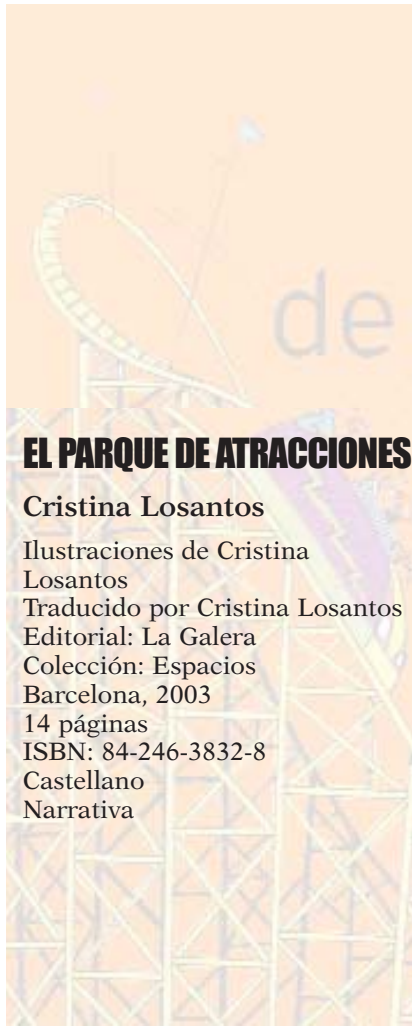 de
EL PARQUE DE ATRACCIONES
Cristina Losantos
Ilustraciones de Cristina
Losantos
Traducido por Cristina Losantos
Editorial: La Galera
Colección: Espacios
Barcelona, 2003
14 páginas
ISBN: 84-246-3832-8
Castellano
Narrativa